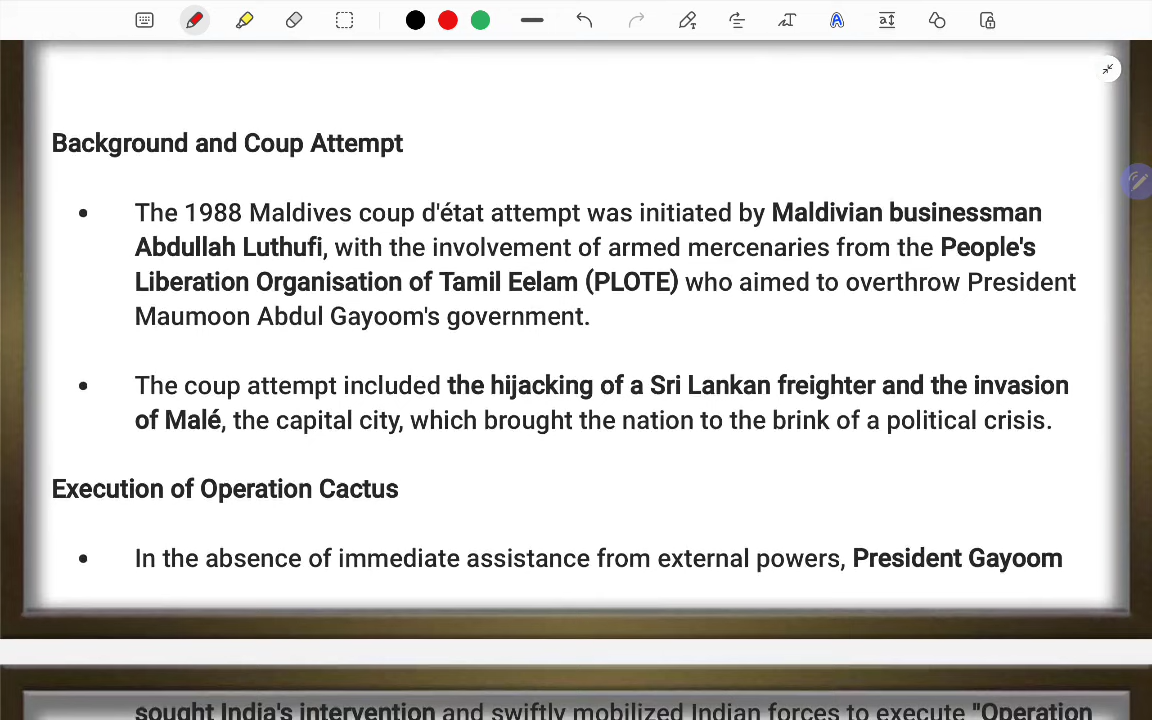 Background and Coup Attempt
• The 1988 Maldives coup d'état attempt was initiated by Maldivian businessman
Abdullah Luthufi, with the involvement of armed mercenaries from the People's
Liberation Organisation of Tamil Eelam (PLOTE) who aimed to overthrow President
Maumoon Abdul Gayoom's government.
• The coup attempt included the hijacking of a Sri Lankan freighter and the invasion
of Malé, the capital city, which brought the nation to the brink of a political crisis.
Execution of Operation Cactus
• In the absence of immediate assistance from external powers, President Gayoom
sought India's intervention and swiftly mobilized Indian forces to execute "Operation